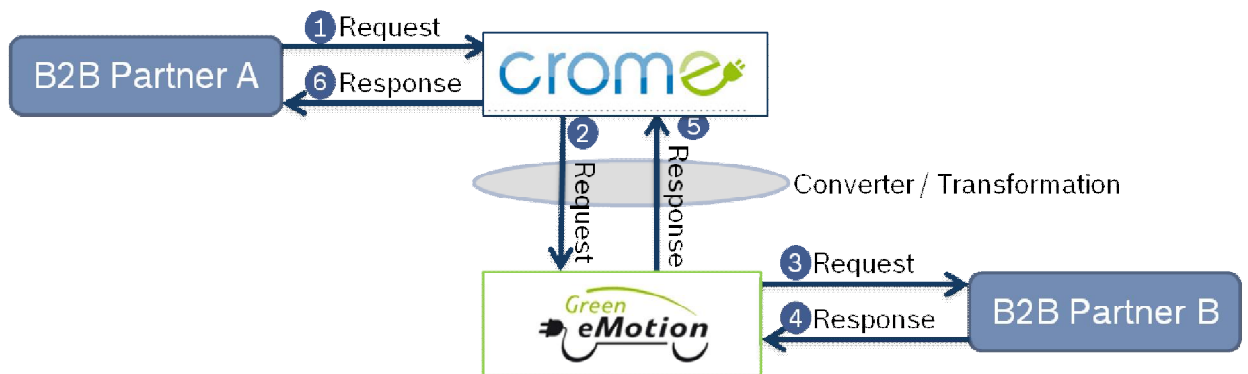 1 Request
B2B Partner A
crome
6 Response
2
5
Request
Response
Converter / Transformation
3 Request
Green
eMotion
B2B Partner B
4 Response